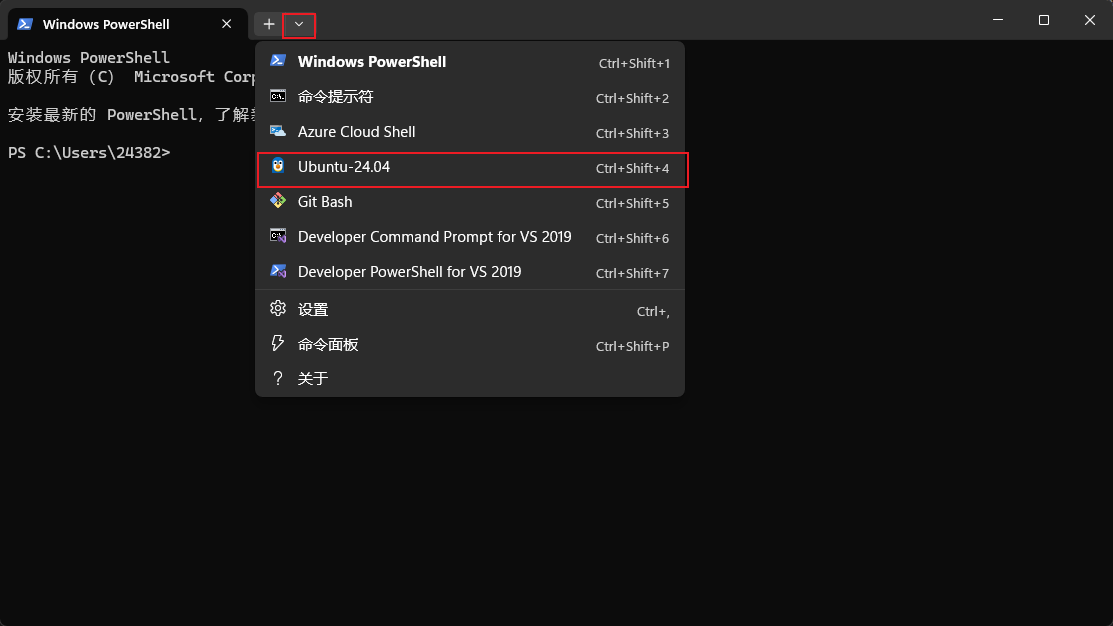 Windows PowerShell
Windows PowerShell
版权所有 (C) Microsoft Corp
安装最新的 PowerShell，了解新
PS C:\Users\24382>
Windows PowerShell Ctrl+Shift+1
命令提示符 Ctrl+Shift+2
Azure Cloud Shell Ctrl+Shift+3
Ubuntu-24.04 Ctrl+Shift+4
Git Bash Ctrl+Shift+5
Developer Command Prompt for VS 2019 Ctrl+Shift+6
Developer PowerShell for VS 2019 Ctrl+Shift+7
设置 Ctrl+,
命令面板 Ctrl+Shift+P
关于